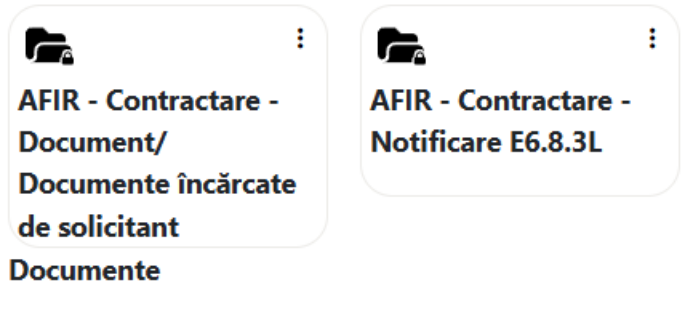 AFIR - Contractare -
Document/
Documente încărcate
de solicitant
AFIR - Contractare -
Notificare E6.8.3L
Documente